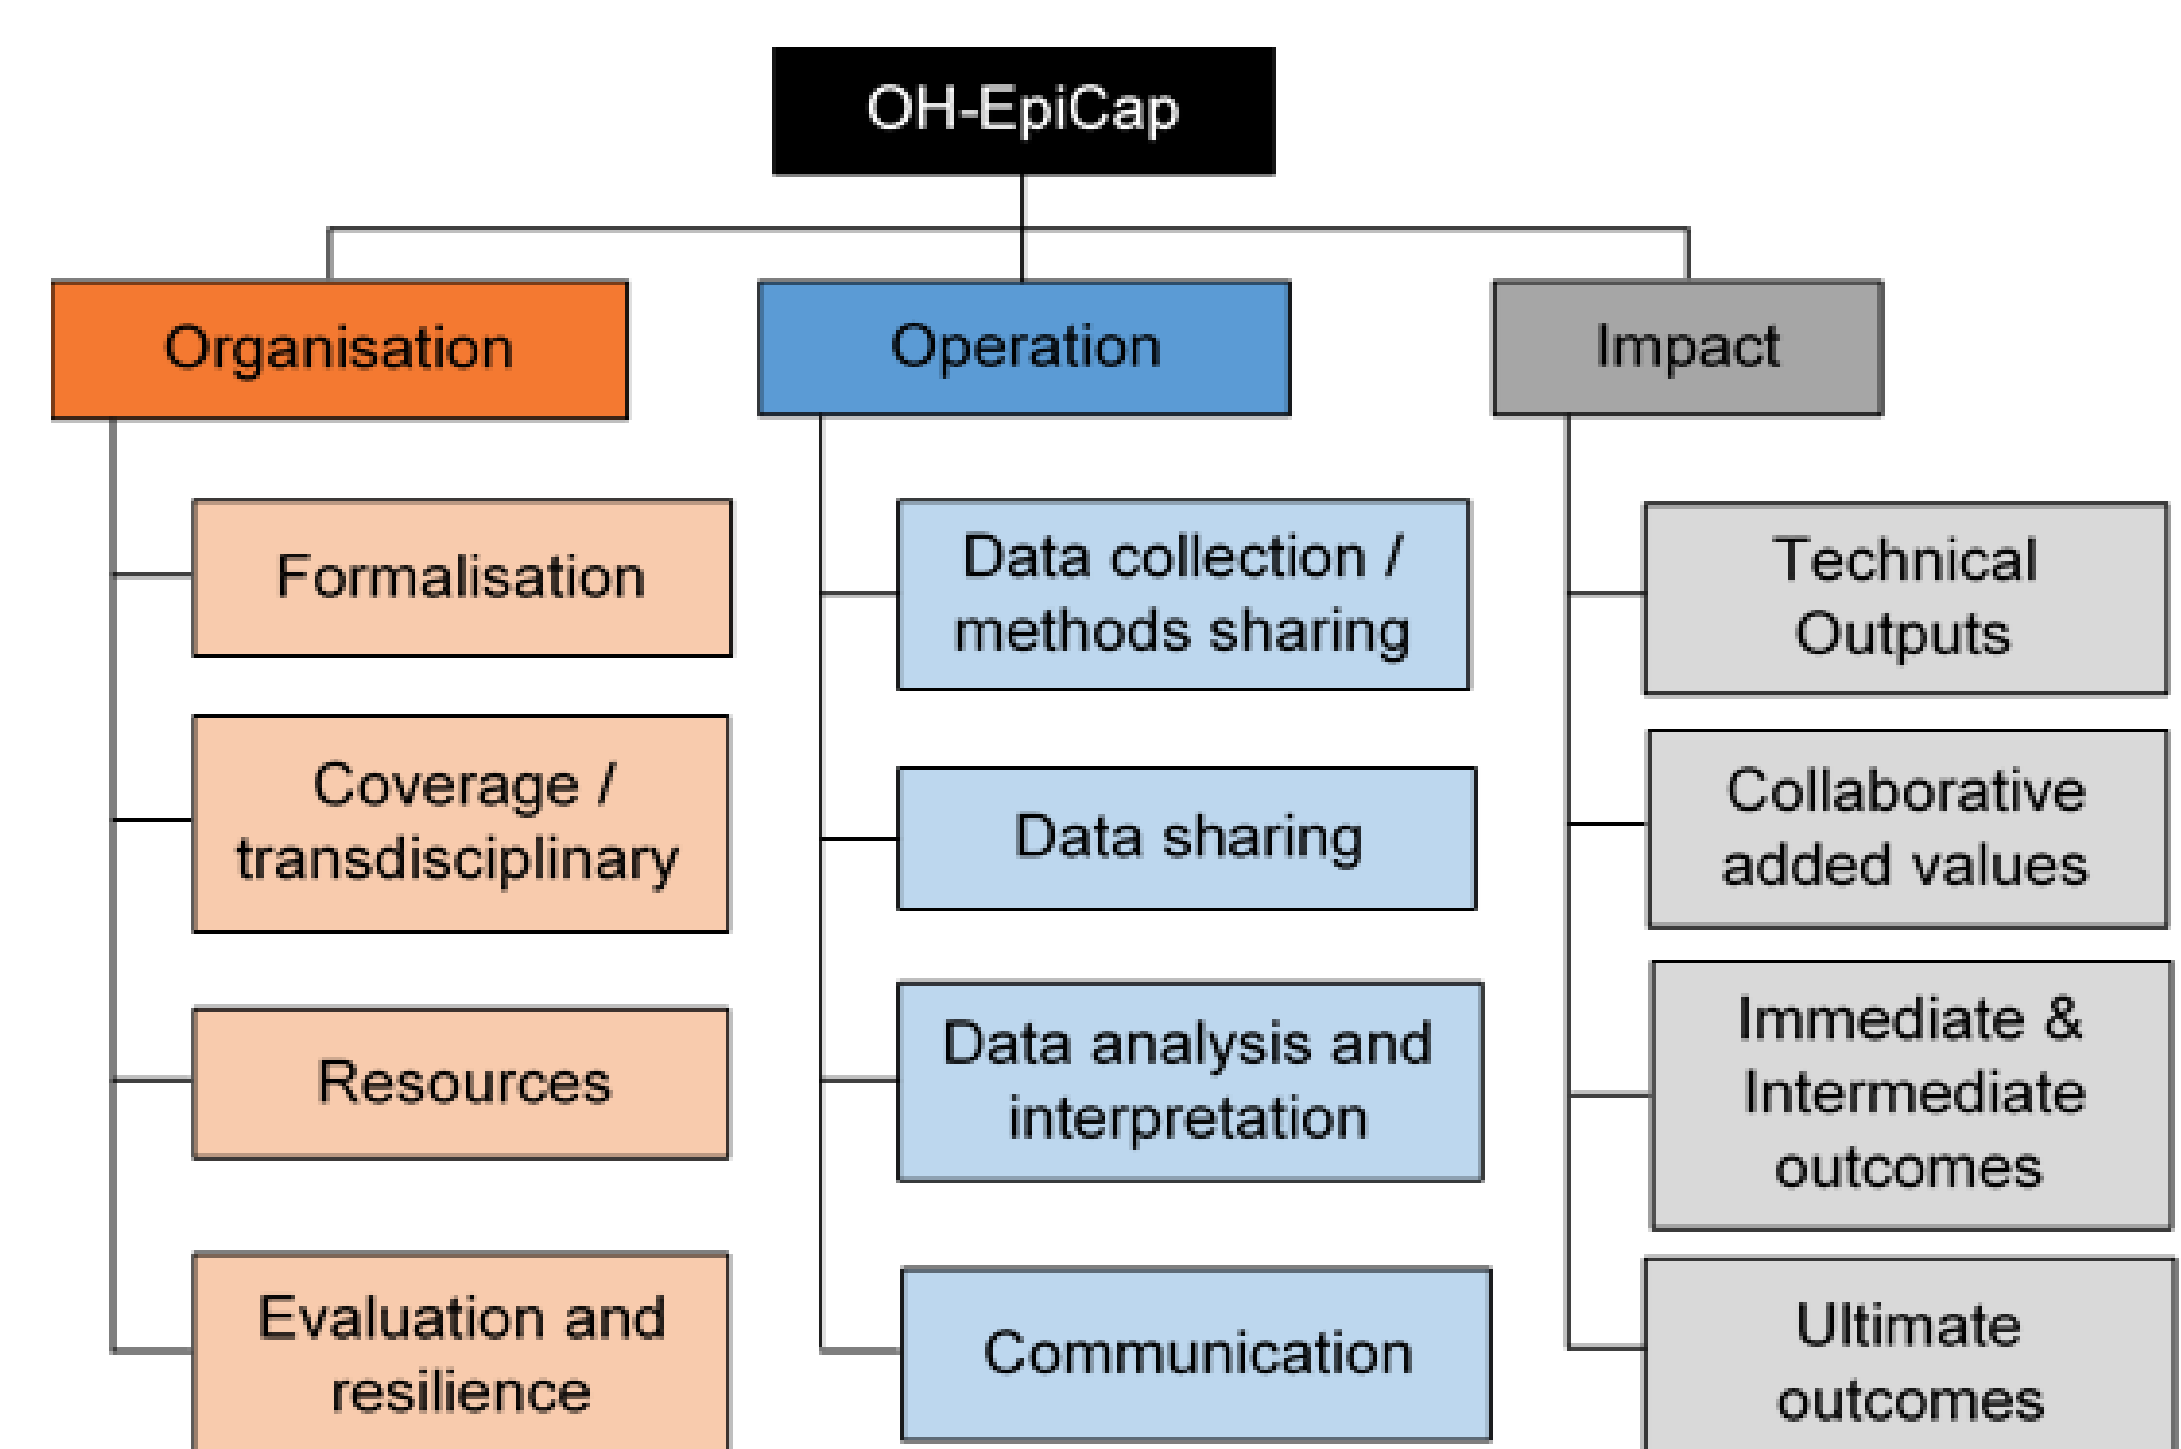 OH-EpiCap
Organisation
Operation
Impact
Formalisation
Coverage /
transdisciplinary
Resources
Evaluation and
resilience
Data collection /
methods sharing
Data sharing
Data analysis and
interpretation
Communication
Technical
Outputs
Collaborative
added values
Immediate &
Intermediate
outcomes
Ultimate
outcomes